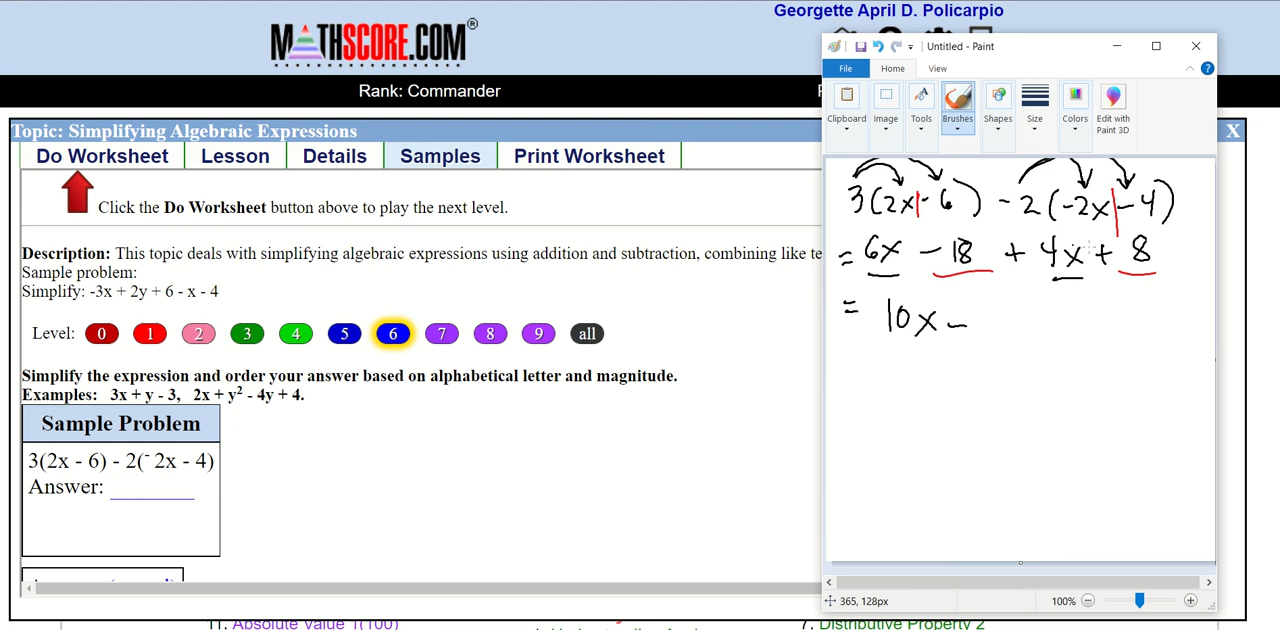 Georgette April D. Policarpio
MATHSCORE.COM®
Rank: Commander
Topic: Simplifying Algebraic Expressions
X
Do Worksheet
Lesson
Details
Samples
Print Worksheet
Click the Do Worksheet button above to play the next level.
Description: This topic deals with simplifying algebraic expressions using addition and subtraction, combining like te
Sample problem:
Simplify: -3x + 2y + 6 - x - 4
Level: 0 1 2 3 4 5 6 7 8 9 all
Simplify the expression and order your answer based on alphabetical letter and magnitude.
Examples: 3x + y - 3, 2x + y² - 4y + 4.
Sample Problem
3(2x - 6) - 2(⁻2x - 4)
Answer:
11. Absolute Value 1(100)
7. Distributive Property 2
Untitled - Paint
File
Home
View
Clipboard
Image
Tools
Brushes
Shapes
Size
Colors
Edit with
Paint 3D
3(2x - 6) - 2(-2x - 4)
= 6x - 18 + 4x + 8
= 10x -
365, 128px
100%